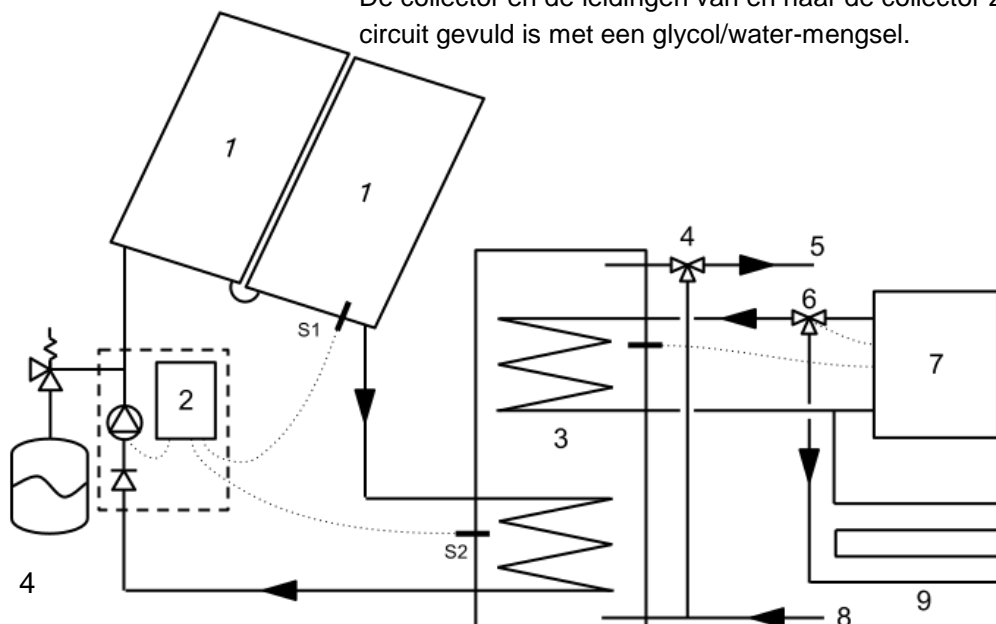 De collector en de leidingen van en naar de collector
circuit gevuld is met een glycol/water-mengsel.
1
1
4
5
6
S1
7
2
3
S2
4
9
8